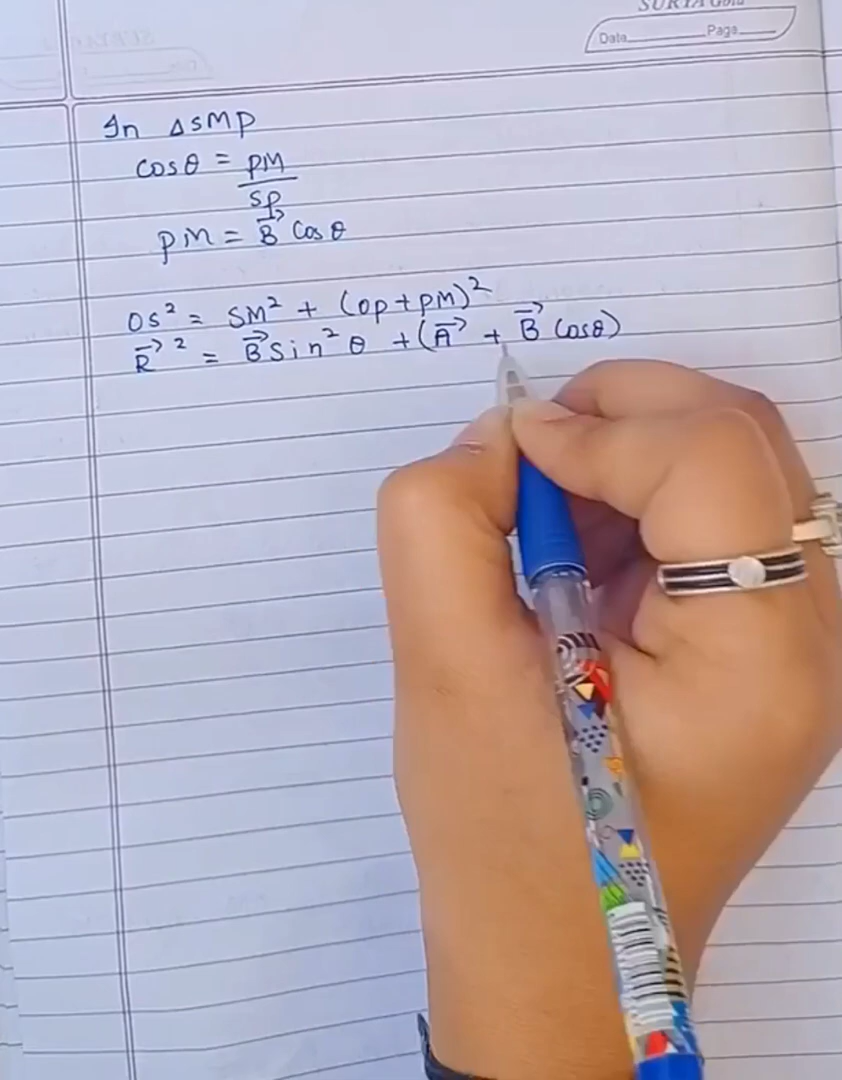 Date Page
In ΔSMP
cosθ = PM
SP
PM = B⃗ Cosθ
OS² = SM² + (OP+PM)²
R⃗² = B⃗Sin²θ + (A⃗ + B⃗ Cosθ)